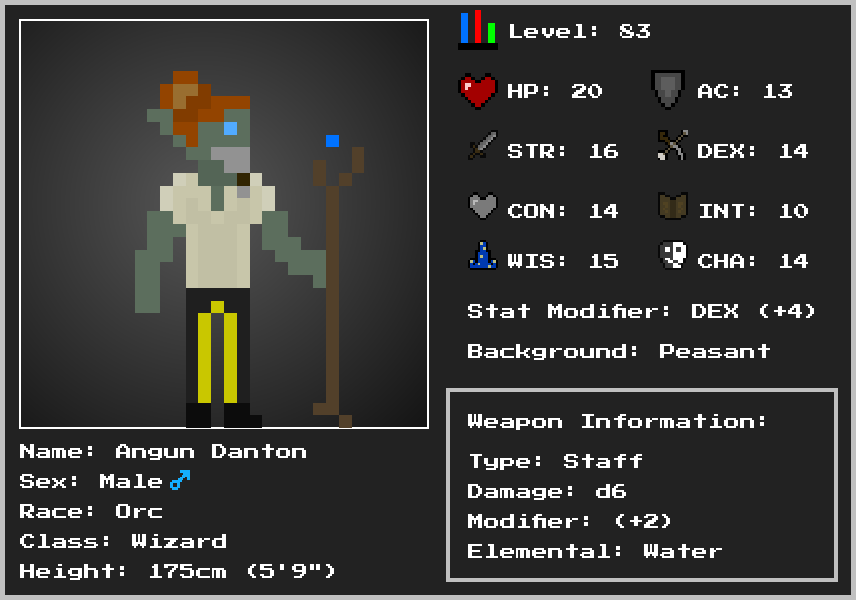 Level: 83
HP: 20
AC: 13
STR: 16
DEX: 14
CON: 14
INT: 10
WIS: 15
CHA: 14
Stat Modifier: DEX (+4)
Background: Peasant
Weapon Information:
Type: Staff
Damage: d6
Modifier: (+2)
Elemental: Water
Name: Angun Danton
Sex: Male ♂
Race: Orc
Class: Wizard
Height: 175cm (5'9")